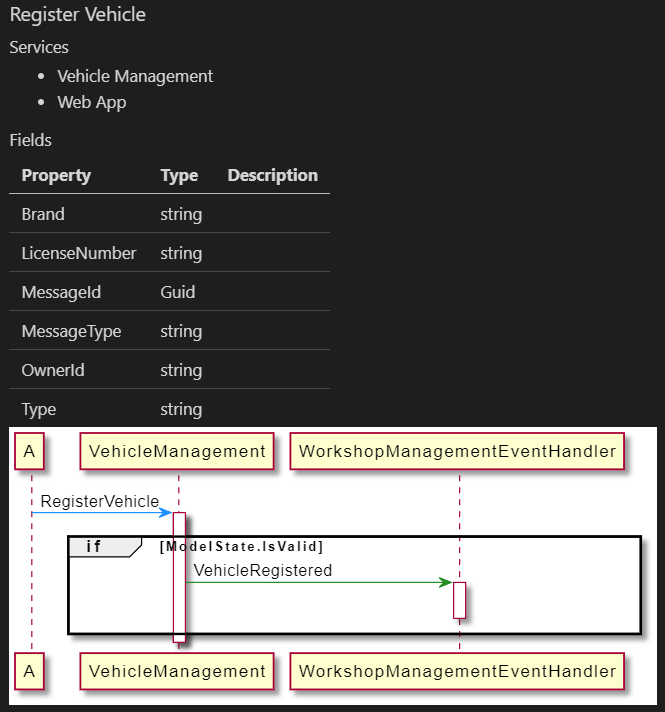 Register Vehicle
Services
• Vehicle Management
• Web App
Fields
Property Type Description
Brand string
LicenseNumber string
MessageId Guid
MessageType string
OwnerId string
Type string
A VehicleManagement WorkshopManagementEventHandler
RegisterVehicle
if [ModelState.IsValid]
VehicleRegistered
A VehicleManagement WorkshopManagementEventHandler